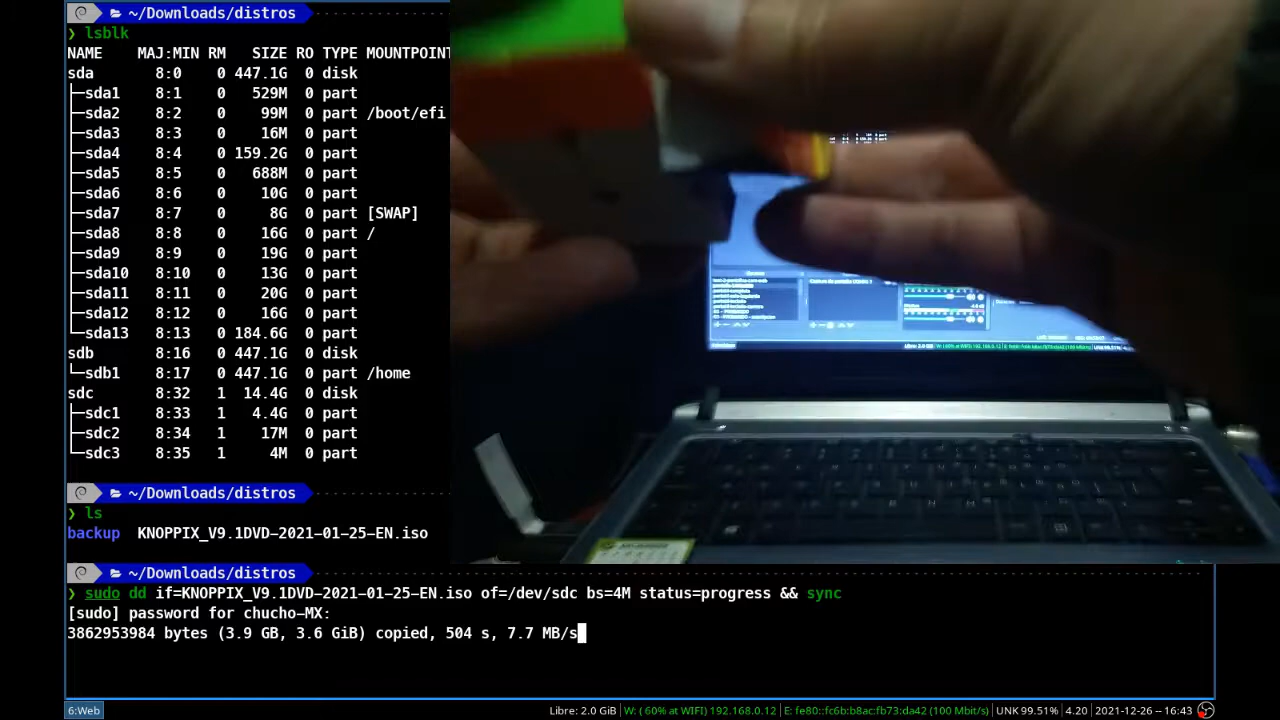 ~/Downloads/distros
❯ lsblk
NAME MAJ:MIN RM SIZE RO TYPE MOUNTPOINT
sda 8:0 0 447.1G 0 disk
├─sda1 8:1 0 529M 0 part
├─sda2 8:2 0 99M 0 part /boot/efi
├─sda3 8:3 0 16M 0 part
├─sda4 8:4 0 159.2G 0 part
├─sda5 8:5 0 688M 0 part
├─sda6 8:6 0 10G 0 part
├─sda7 8:7 0 8G 0 part [SWAP]
├─sda8 8:8 0 16G 0 part /
├─sda9 8:9 0 19G 0 part
├─sda10 8:10 0 13G 0 part
├─sda11 8:11 0 20G 0 part
├─sda12 8:12 0 18G 0 part
└─sda13 8:13 0 184.6G 0 part
sdb 8:16 0 447.1G 0 disk
└─sdb1 8:17 0 447.1G 0 part /home
sdc 8:32 1 14.4G 0 disk
├─sdc1 8:33 1 4.4G 0 part
├─sdc2 8:34 1 17M 0 part
└─sdc3 8:35 1 4M 0 part
~/Downloads/distros
❯ ls
backup KNOPPIX_V9.1DVD-2021-01-25-EN.iso
~/Downloads/distros
❯ sudo dd if=KNOPPIX_V9.1DVD-2021-01-25-EN.iso of=/dev/sdc bs=4M status=progress && sync
[sudo] password for chucho-MX:
3862953984 bytes (3.9 GB, 3.6 GiB) copied, 504 s, 7.7 MB/s
6:Web Libre: 2.0 GiB W: ( 60% at WIFI) 192.168.0.12 E: fe80::fc6b:b8ac:fb73:da42 (100 Mbit/s) UNK 99.51% 4.20 2021-12-26 - 16:43